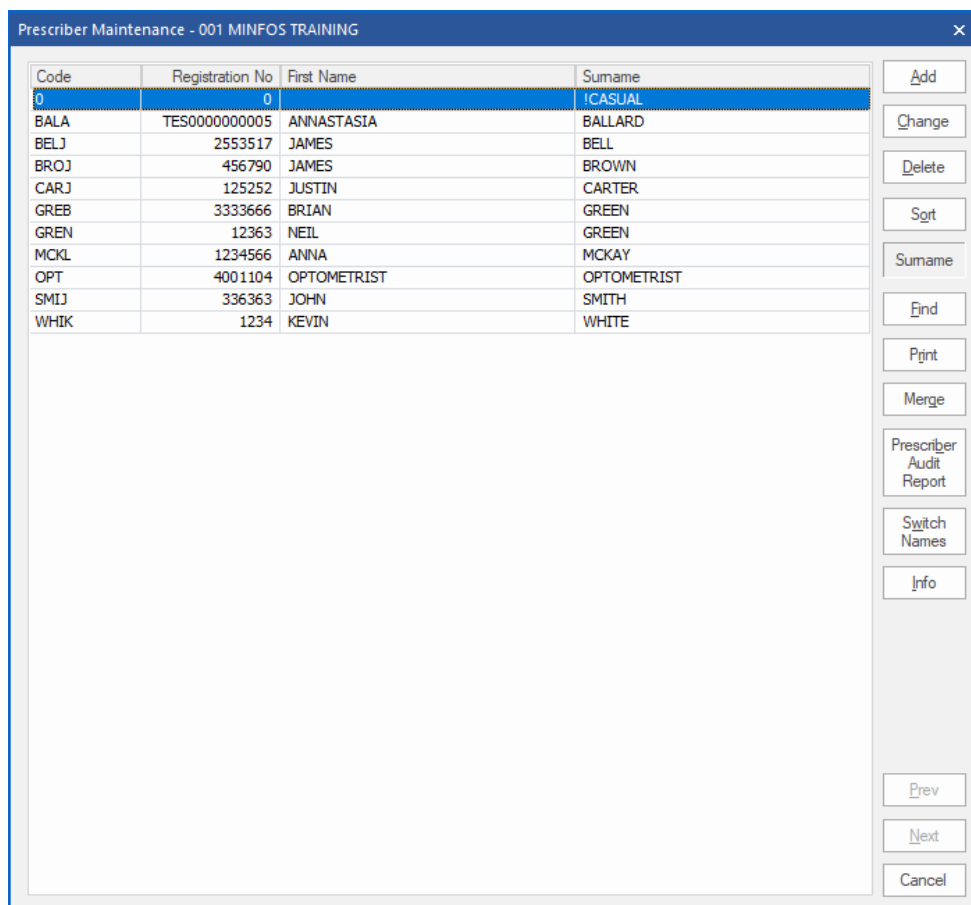 Prescriber Maintenance - 001 MINFOS TRAINING
Code Registration No First Name Surname
0 0 !CASUAL
BALA TES0000000005 ANNASTASIA BALLARD
BELJ 2553517 JAMES BELL
BROJ 456790 JAMES BROWN
CARJ 125252 JUSTIN CARTER
GREB 3333666 BRIAN GREEN
GREN 12363 NEIL GREEN
MCKL 1234566 ANNA MCKAY
OPT 4001104 OPTOMETRIST OPTOMETRIST
SMIJ 336363 JOHN SMITH
WHIK 1234 KEVIN WHITE
Add
Change
Delete
Sort
Surname
Find
Print
Merge
Prescriber
Audit
Report
Switch
Names
Info
Prev
Next
Cancel